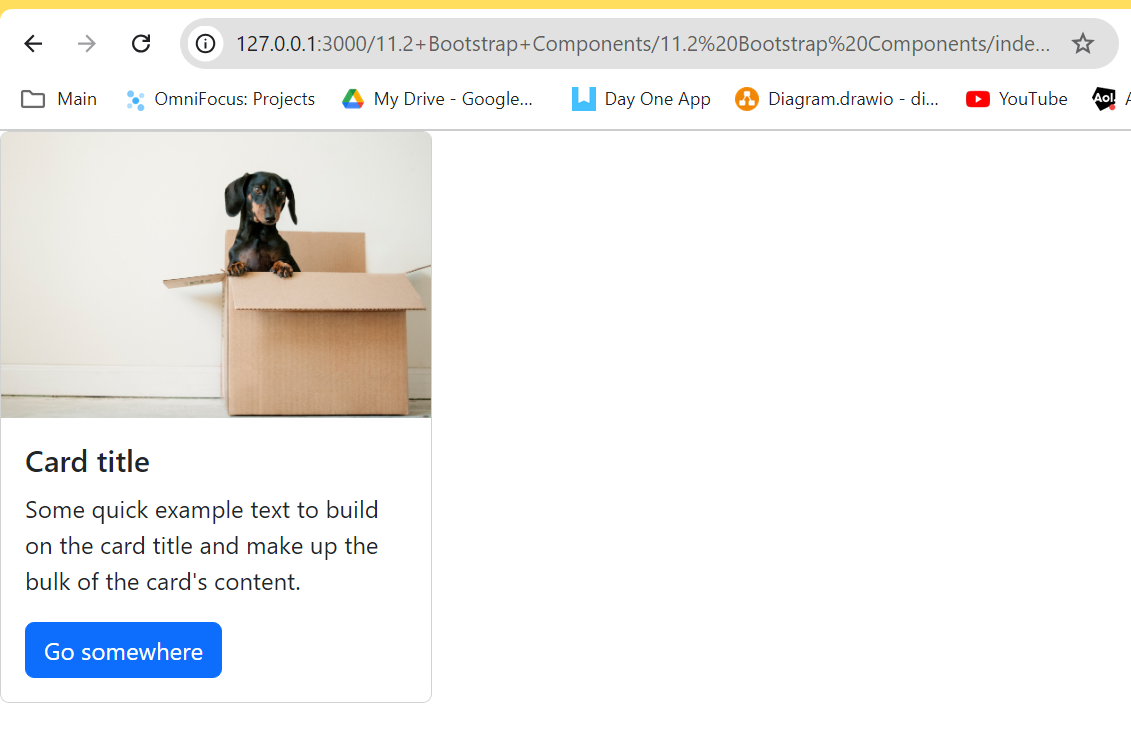 127.0.0.1:3000/11.2+Bootstrap+Components/11.2%20Bootstrap%20Components/inde...
Main OmniFocus: Projects My Drive - Google... Day One App Diagram.drawio - di... YouTube Aol.
Card title
Some quick example text to build
on the card title and make up the
bulk of the card's content.
Go somewhere